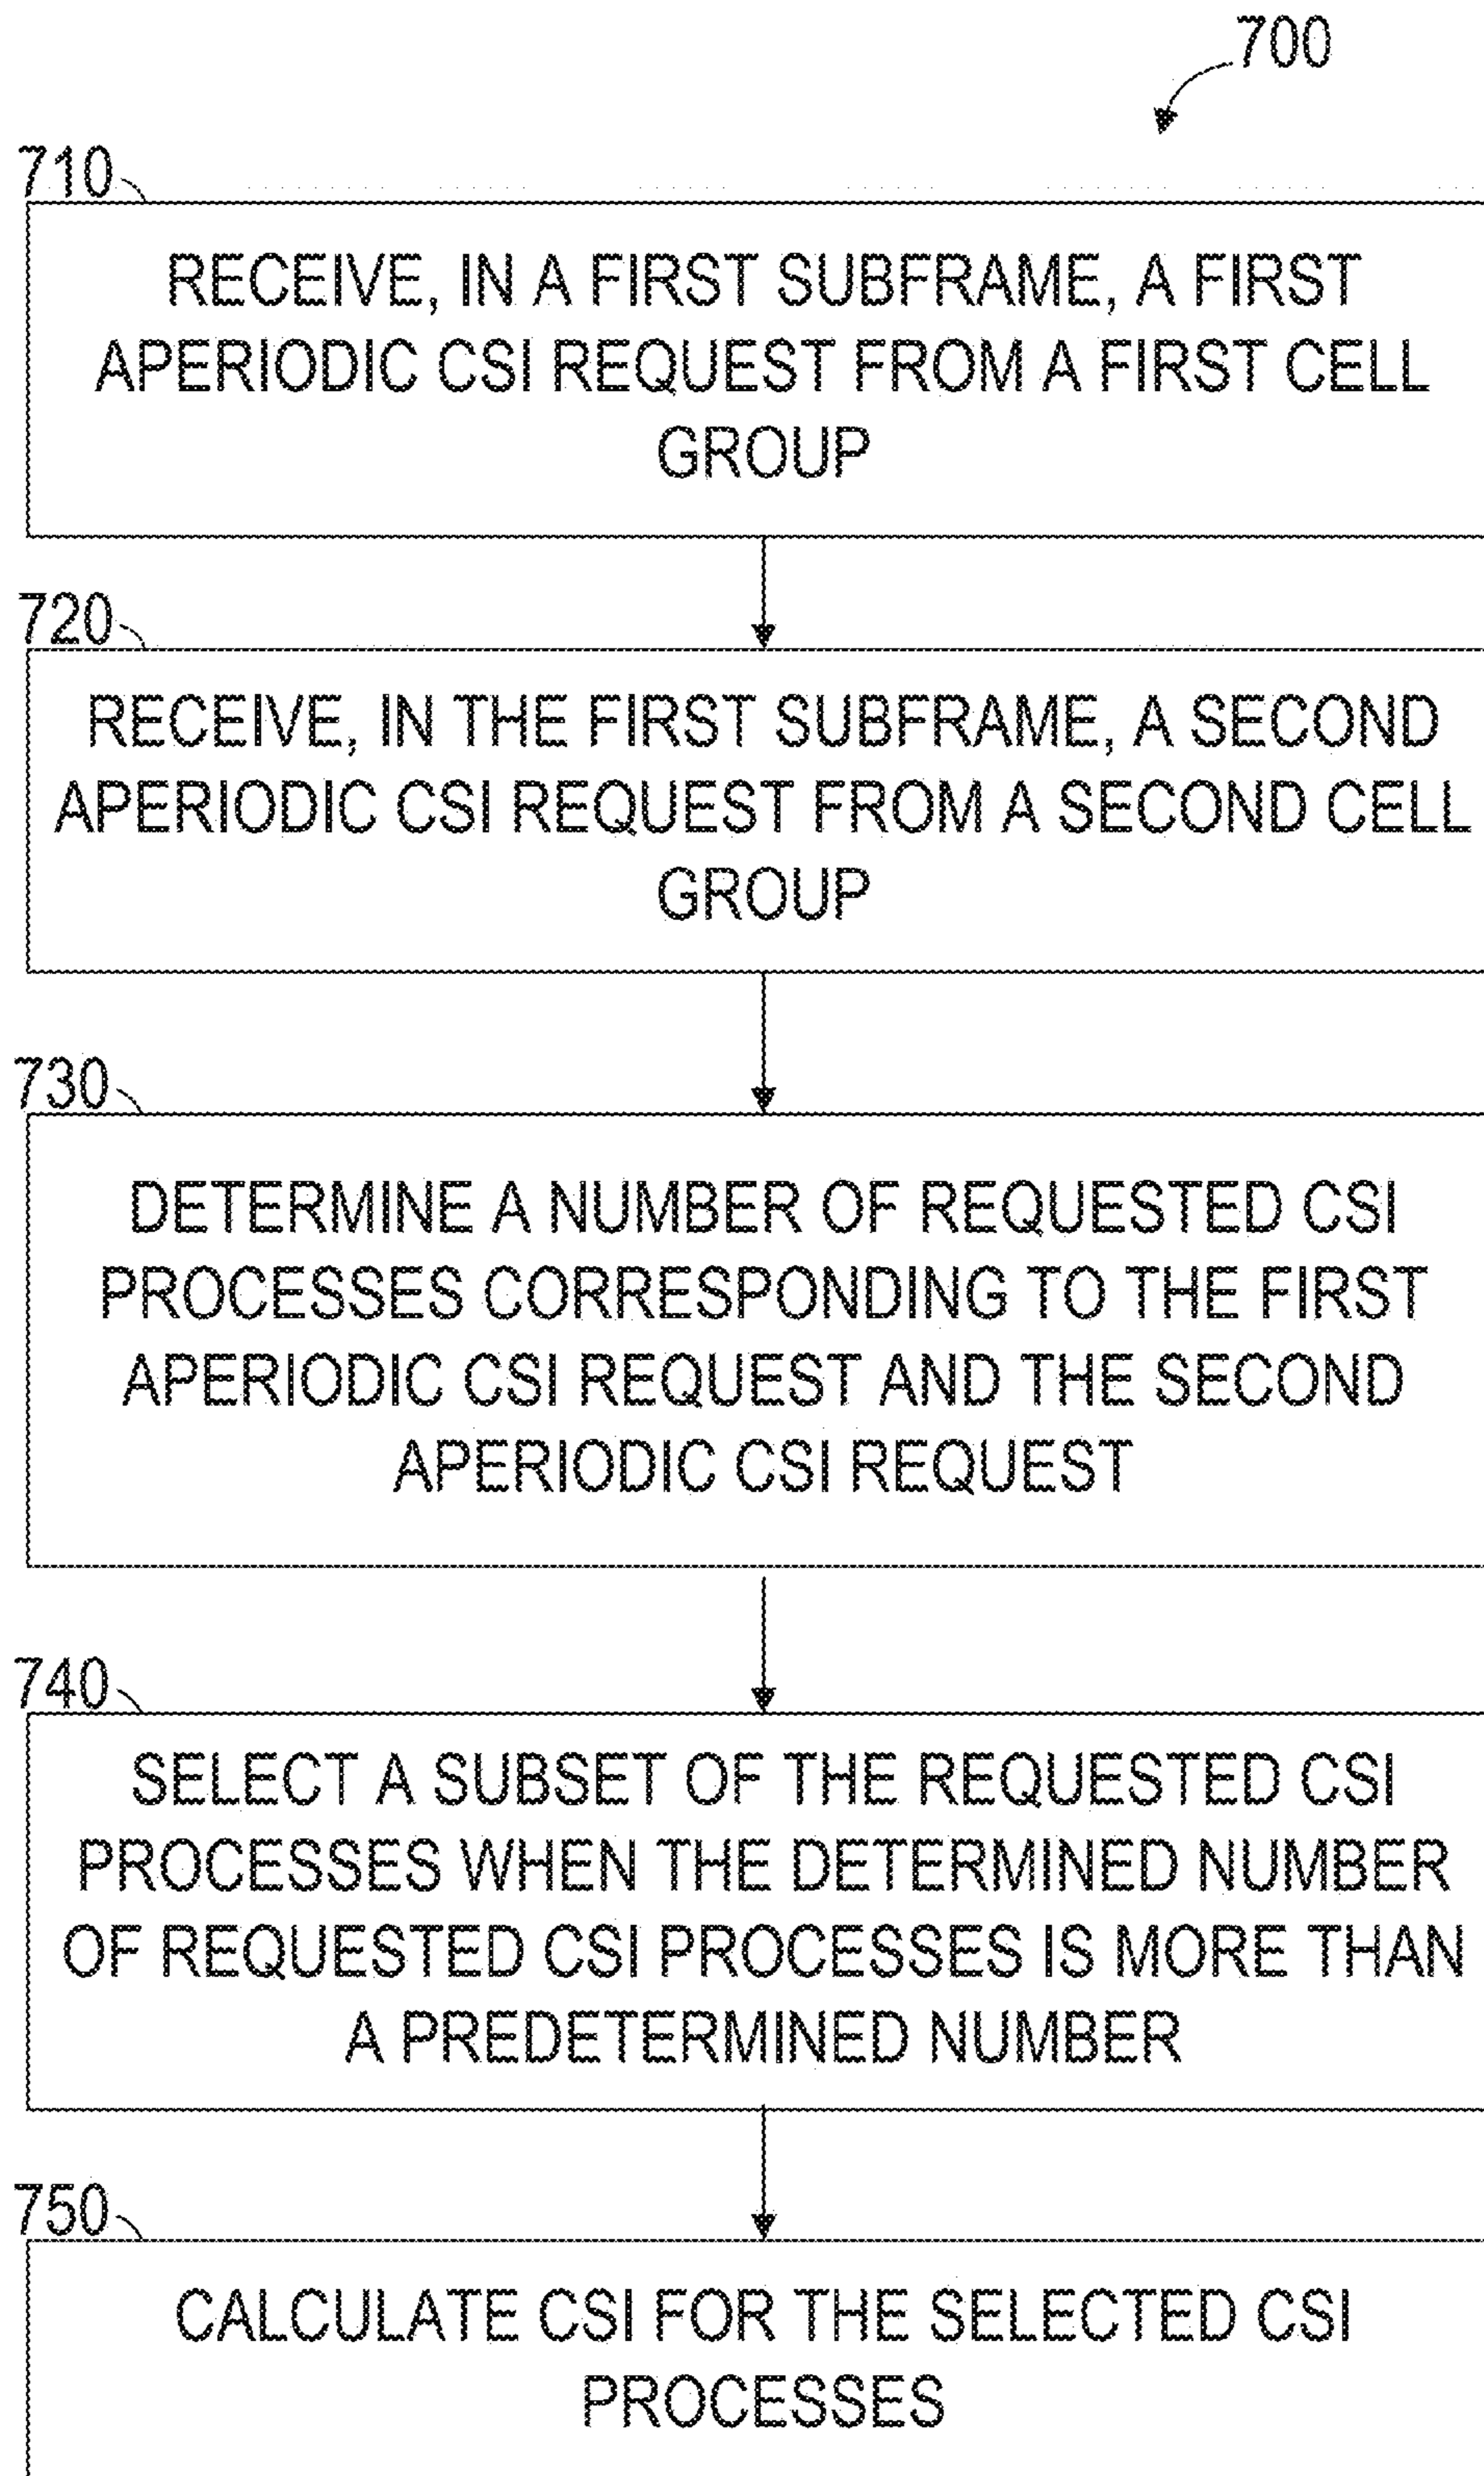 700
710
RECEIVE, IN A FIRST SUBFRAME, A FIRST
APERIODIC CSI REQUEST FROM A FIRST CELL
GROUP
720
RECEIVE, IN THE FIRST SUBFRAME, A SECOND
APERIODIC CSI REQUEST FROM A SECOND CELL
GROUP
730
DETERMINE A NUMBER OF REQUESTED CSI
PROCESSES CORRESPONDING TO THE FIRST
APERIODIC CSI REQUEST AND THE SECOND
APERIODIC CSI REQUEST
740
SELECT A SUBSET OF THE REQUESTED CSI
PROCESSES WHEN THE DETERMINED NUMBER
OF REQUESTED CSI PROCESSES IS MORE THAN
A PREDETERMINED NUMBER
750
CALCULATE CSI FOR THE SELECTED CSI
PROCESSES